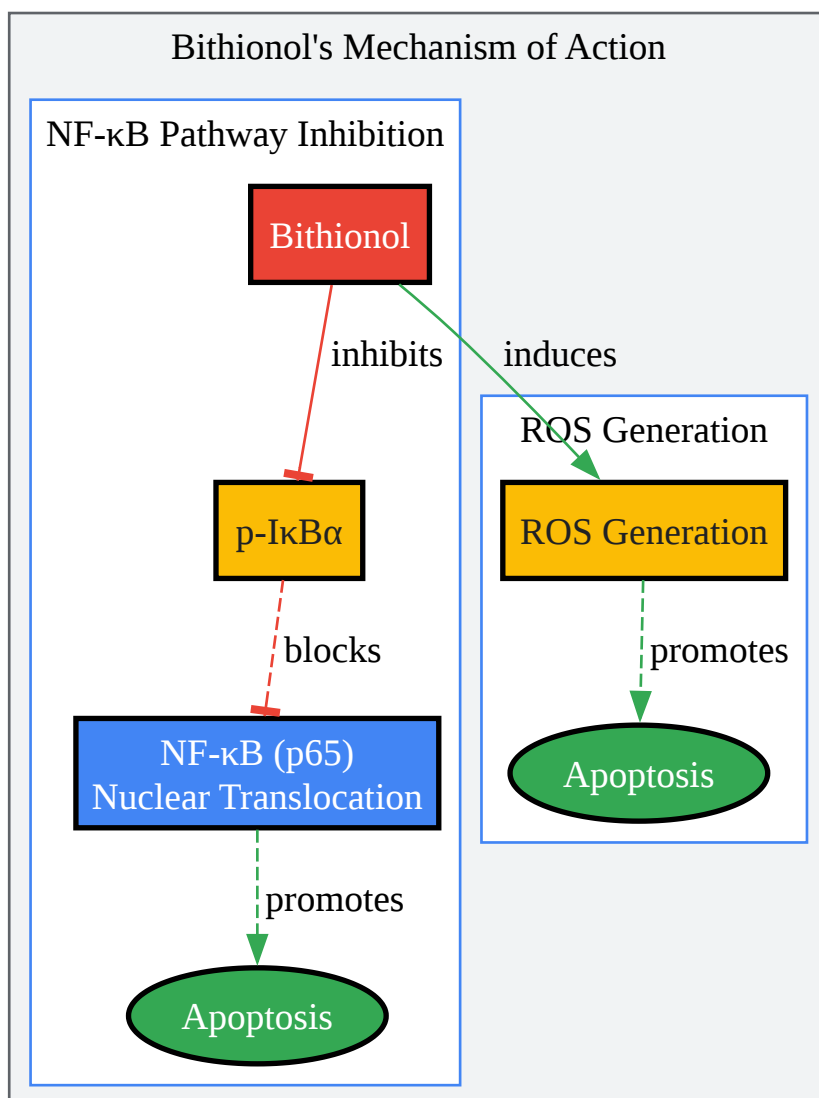 Bithionol's Mechanism of Action
NF-κB Pathway Inhibition
Bithionol
inhibits
induces
p-IκBα
blocks
NF-κB (p65)
Nuclear Translocation
promotes
Apoptosis
ROS Generation
ROS Generation
promotes
Apoptosis